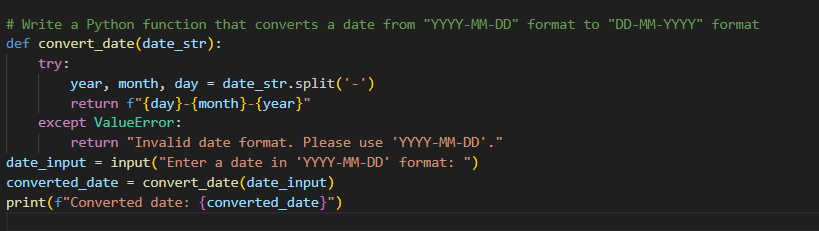 # Write a Python function that converts a date from "YYYY-MM-DD" format to "DD-MM-YYYY" format
def convert_date(date_str):
    try:
        year, month, day = date_str.split('-')
        return f"{day}-{month}-{year}"
    except ValueError:
        return "Invalid date format. Please use 'YYYY-MM-DD'."
date_input = input("Enter a date in 'YYYY-MM-DD' format: ")
converted_date = convert_date(date_input)
print(f"Converted date: {converted_date}")